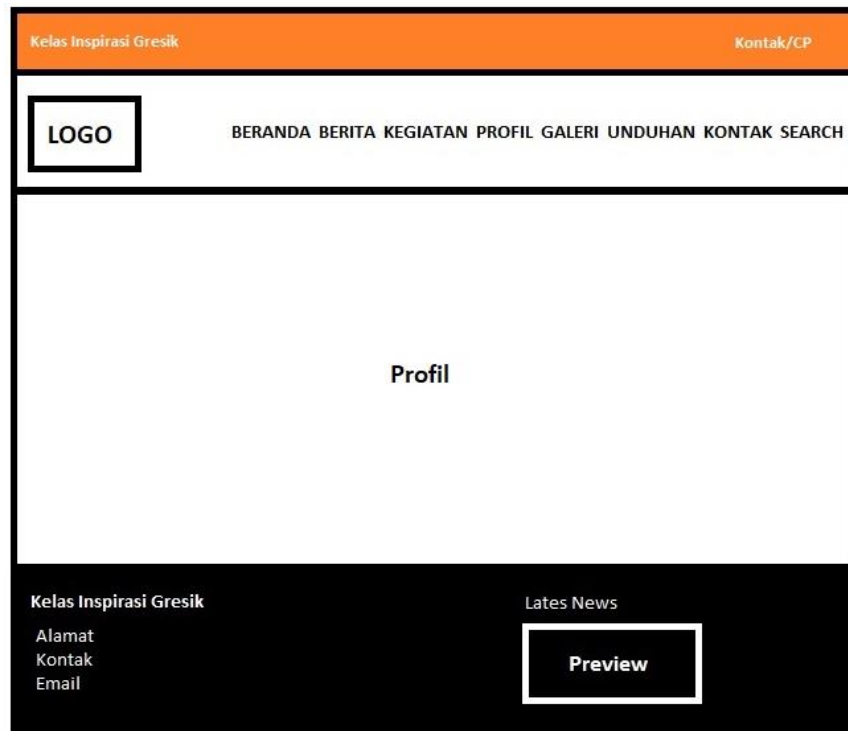 Kelas Inspirasi Gresik Kontak/CP
LOGO BERANDA BERITA KEGIATAN PROFIL GALERI UNDUHAN KONTAK SEARCH
Profil
Kelas Inspirasi Gresik Lates News
Alamat
Kontak
Email
Preview